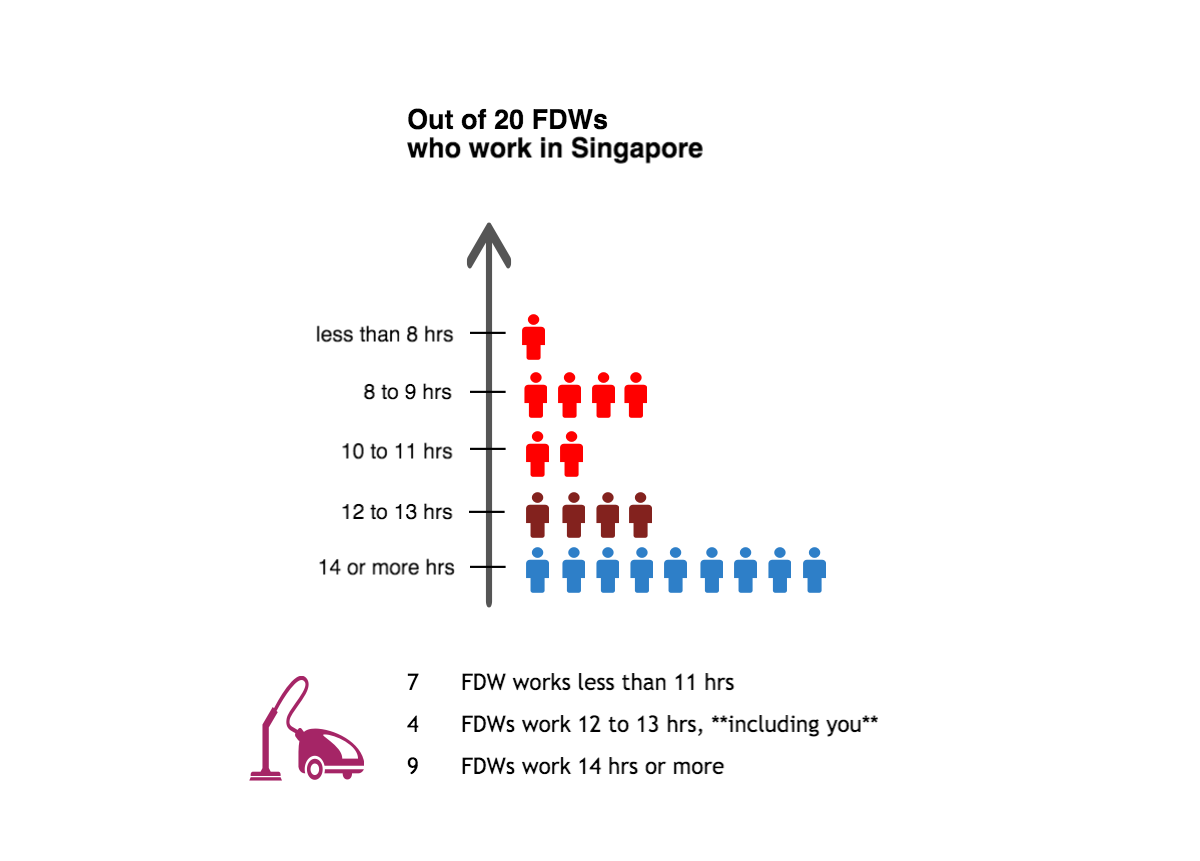 Out of 20 FDWs
who work in Singapore
less than 8 hrs
8 to 9 hrs
10 to 11 hrs
12 to 13 hrs
14 or more hrs
7 FDW works less than 11 hrs
4 FDWs work 12 to 13 hrs, **including you**
9 FDWs work 14 hrs or more